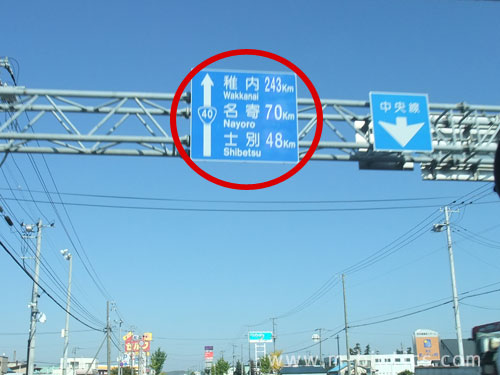 稚内 243Km
Wakkanai
40
名寄 70Km
Nayoro
士別 48Km
Shibetsu
中央線